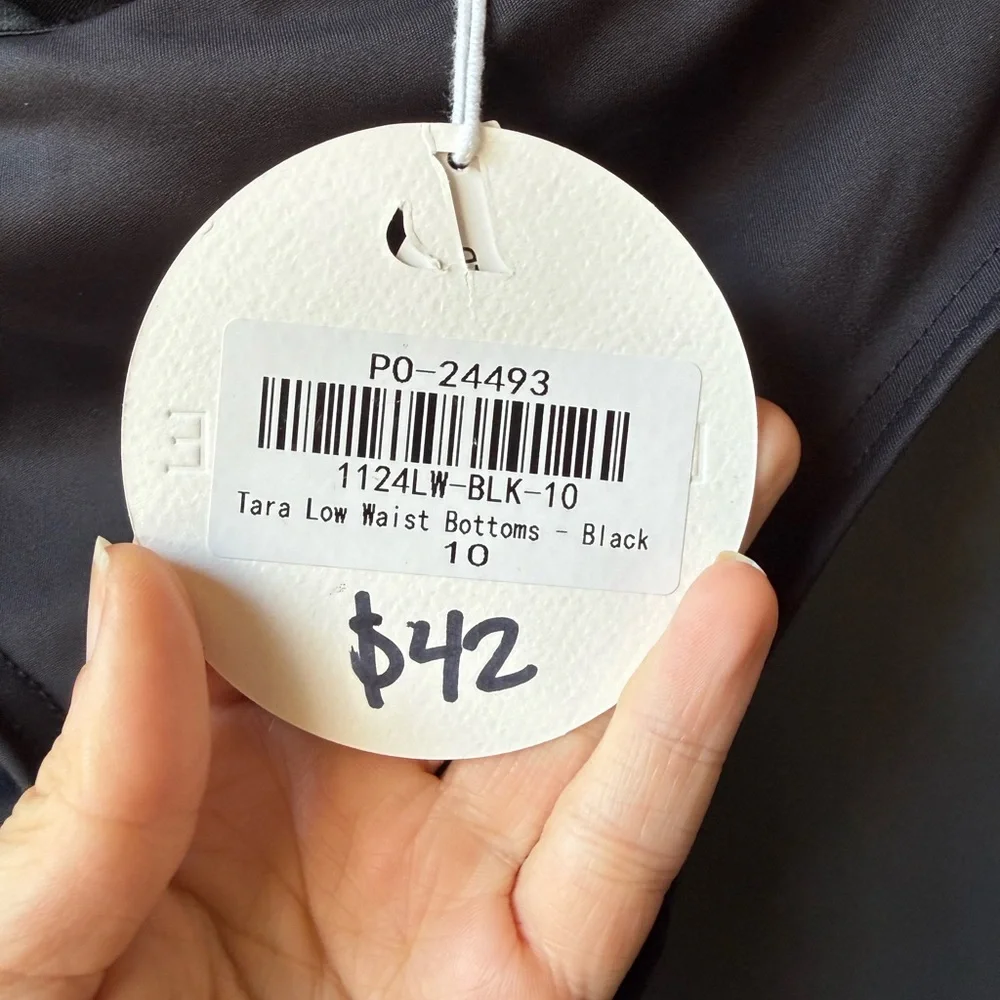 PO-24493
1124LW-BLK-10
Tara Low Waist Bottoms - Black
10
$42